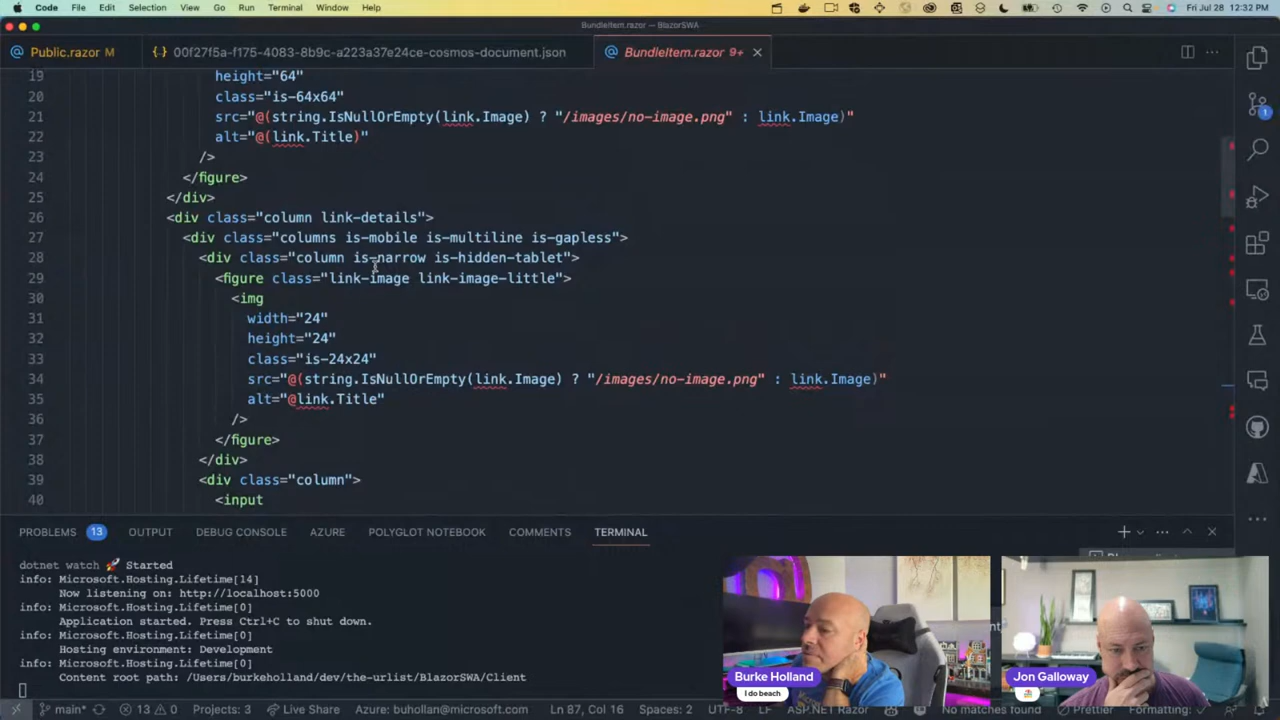 Code File Edit Selection View Go Run Terminal Window Help Fri Jul 28 12:32 PM
BundleItem.razor — BlazorSWA
Public.razor M {} 00f27f5a-f175-4083-8b9c-a223a37e24ce-cosmos-document.json BundleItem.razor 9+
19 height="64"
20 class="is-64x64"
21 src="@(string.IsNullOrEmpty(link.Image) ? "/images/no-image.png" : link.Image)"
22 alt="@(link.Title)"
23 />
24 </figure>
25 </div>
26 <div class="column link-details">
27 <div class="columns is-mobile is-multiline is-gapless">
28 <div class="column is-narrow is-hidden-tablet">
29 <figure class="link-image link-image-little">
30 <img
31 width="24"
32 height="24"
33 class="is-24x24"
34 src="@(string.IsNullOrEmpty(link.Image) ? "/images/no-image.png" : link.Image)"
35 alt="@link.Title"
36 />
37 </figure>
38 </div>
39 <div class="column">
40 <input
1
PROBLEMS 13 OUTPUT DEBUG CONSOLE AZURE POLYGLOT NOTEBOOK COMMENTS TERMINAL
dotnet watch 🚀 Started
info: Microsoft.Hosting.Lifetime[14]
Now listening on: http://localhost:5000
info: Microsoft.Hosting.Lifetime[0]
Application started. Press Ctrl+C to shut down.
info: Microsoft.Hosting.Lifetime[0]
Hosting environment: Development
info: Microsoft.Hosting.Lifetime[0]
Content root path: /Users/burkeholland/dev/the-urlist/BlazorSWA/Client
Burke Holland
I do beach
Jon Galloway
main* 13 0 Projects: 3 Live Share Azure: buhollan@microsoft.com Ln 87, Col 16 Spaces: 2 UTF-8 LF ASP.NET Razor No matches found Prettier Formatting: